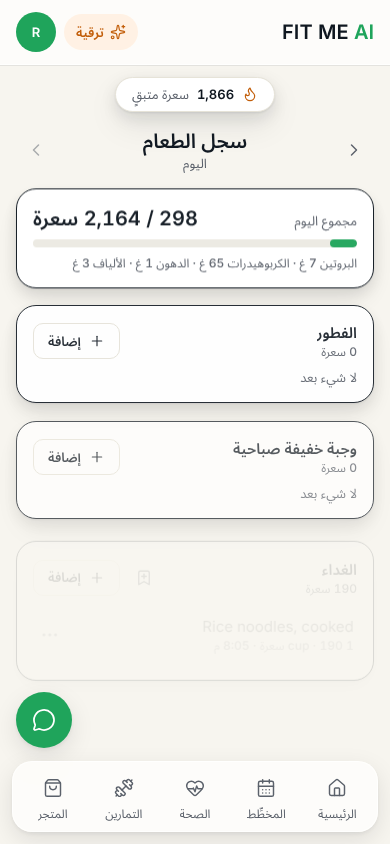 FIT ME AI
ترقية
R
1,866 سعرة متبقٍ
سجل الطعام
اليوم
مجموع اليوم
298 / 2,164 سعرة
البروتين 7 غ · الكربوهيدرات 65 غ · الدهون 1 غ · الألياف 3 غ
الفطور
0 سعرة
إضافة
لا شيء بعد
وجبة خفيفة صباحية
0 سعرة
إضافة
لا شيء بعد
الغداء
190 سعرة
إضافة
Rice noodles, cooked
1 cup · 190 سعرة · 8:05 م
الرئيسية
المخطَّط
الصحة
التمارين
المتجر